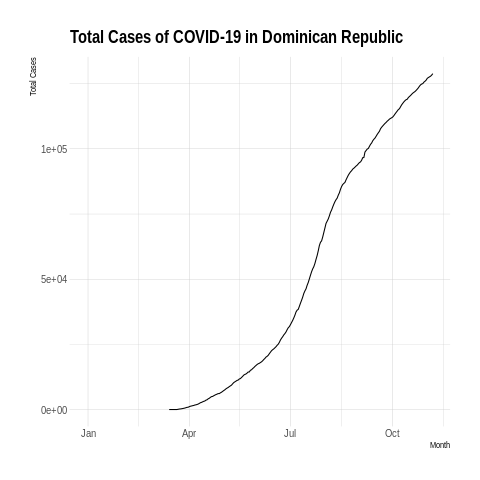 Total Cases of COVID-19 in Dominican Republic
Total Cases
1e+05
5e+04
0e+00
Jan Apr Jul Oct
Month